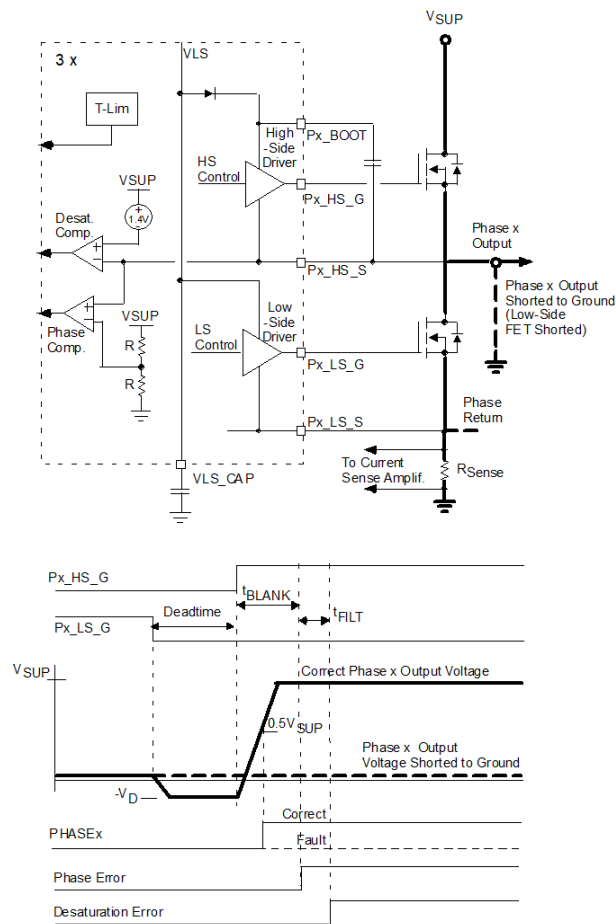 VSUP
3 x
VLS
T-Lim
High
-Side
Driver
Px_BOOT
HS
Control
Px_HS_G
VSUP
1.4V
Desat.
Comp.
Phase x
Output
Px_HS_S
Phase x Output
Shorted to Ground
(Low-Side
FET Shorted)
VSUP
Phase
Comp.
R
R
Low
-Side
Driver
LS
Control
Px_LS_G
Phase
Return
Px_LS_S
To Current
Sense Amplif.
RSense
VLS_CAP
Px_HS_G
tBLANK
Deadtime
tFILT
Px_LS_G
VSUP
Correct Phase x Output Voltage
0.5VSUP
Phase x Output
Voltage Shorted to Ground
-VD
Correct
PHASEx
Fault
Phase Error
Desaturation Error